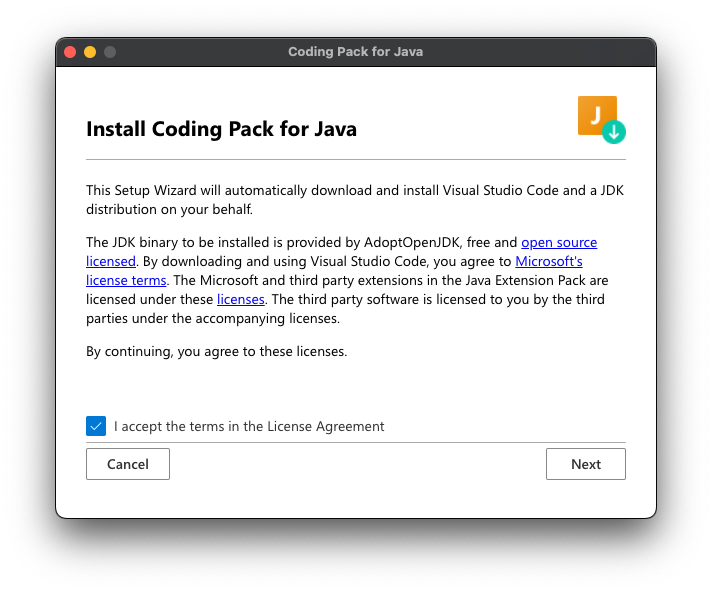 Coding Pack for Java
Install Coding Pack for Java
J
This Setup Wizard will automatically download and install Visual Studio Code and a JDK
distribution on your behalf.
The JDK binary to be installed is provided by AdoptOpenJDK, free and open source
licensed. By downloading and using Visual Studio Code, you agree to Microsoft's
license terms. The Microsoft and third party extensions in the Java Extension Pack are
licensed under these licenses. The third party software is licensed to you by the third
parties under the accompanying licenses.
By continuing, you agree to these licenses.
I accept the terms in the License Agreement
Cancel
Next